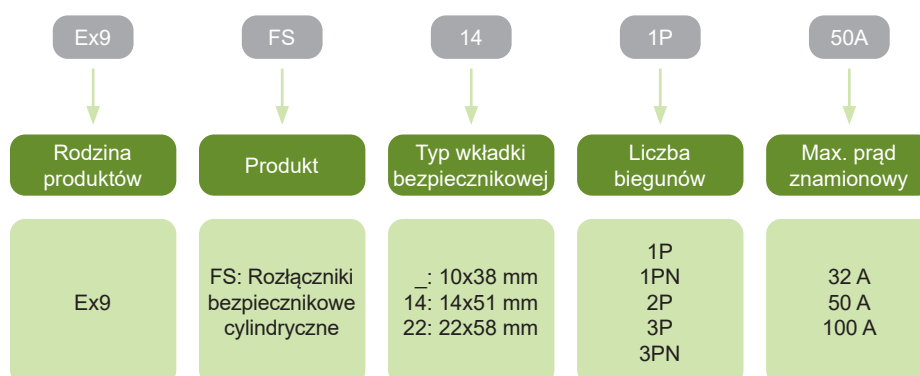 Ex9
FS
14
1P
50A
Rodzina
produktów
Produkt
Typ wkładki
bezpiecznikowej
Liczba
biegunów
Max. prąd
znamionowy
Ex9
FS: Rozłączniki
bezpiecznikowe
cylindryczne
_: 10x38 mm
14: 14x51 mm
22: 22x58 mm
1P
1PN
2P
3P
3PN
32 A
50 A
100 A